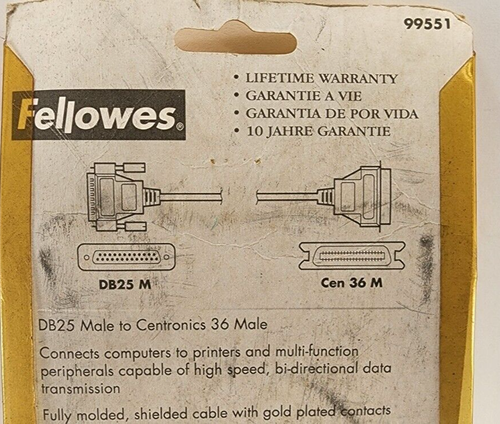 99551
Fellowes®
• LIFETIME WARRANTY
• GARANTIE A VIE
• GARANTIA DE POR VIDA
• 10 JAHRE GARANTIE
DB25 M
Cen 36 M
DB25 Male to Centronics 36 Male
Connects computers to printers and multi-function
peripherals capable of high speed, bi-directional data
transmission
Fully molded, shielded cable with gold plated contacts